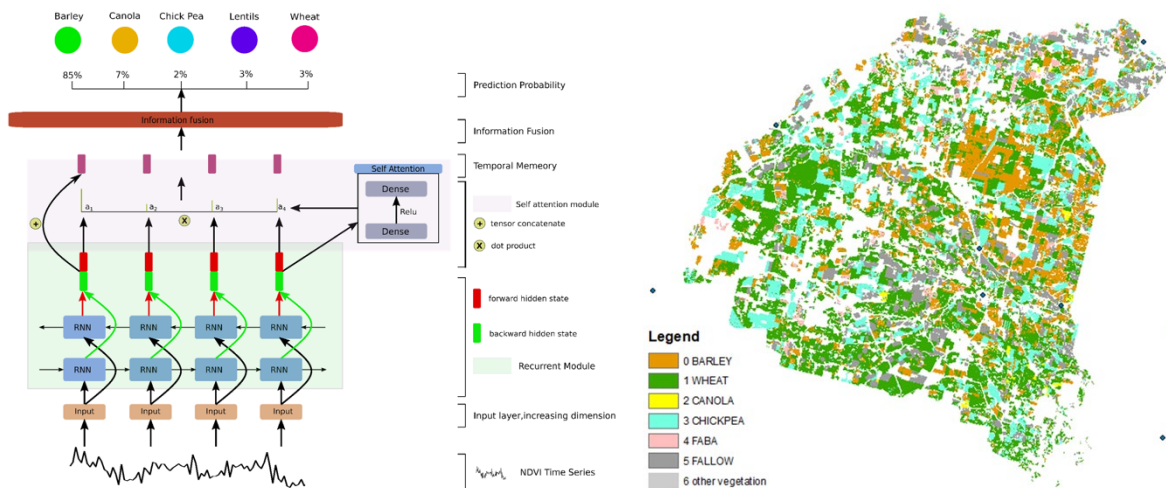 Barley Canola Chick Pea Lentils Wheat
85% 7% 2% 3% 3%
Prediction Probability
Information fusion
Information Fusion
Temporal Memeory
Self Attention
Dense
Relu
Dense
a1 a2 a3 a4
Self attention module
+ tensor concatenate
X
X dot product
+
forward hidden state
backward hidden state
RNN RNN RNN RNN
RNN RNN RNN RNN
Recurrent Module
Input Input Input Input
Input layer,increasing dimension
NDVI Time Series
Legend
0 BARLEY
1 WHEAT
2 CANOLA
3 CHICKPEA
4 FABA
5 FALLOW
6 other vegetation